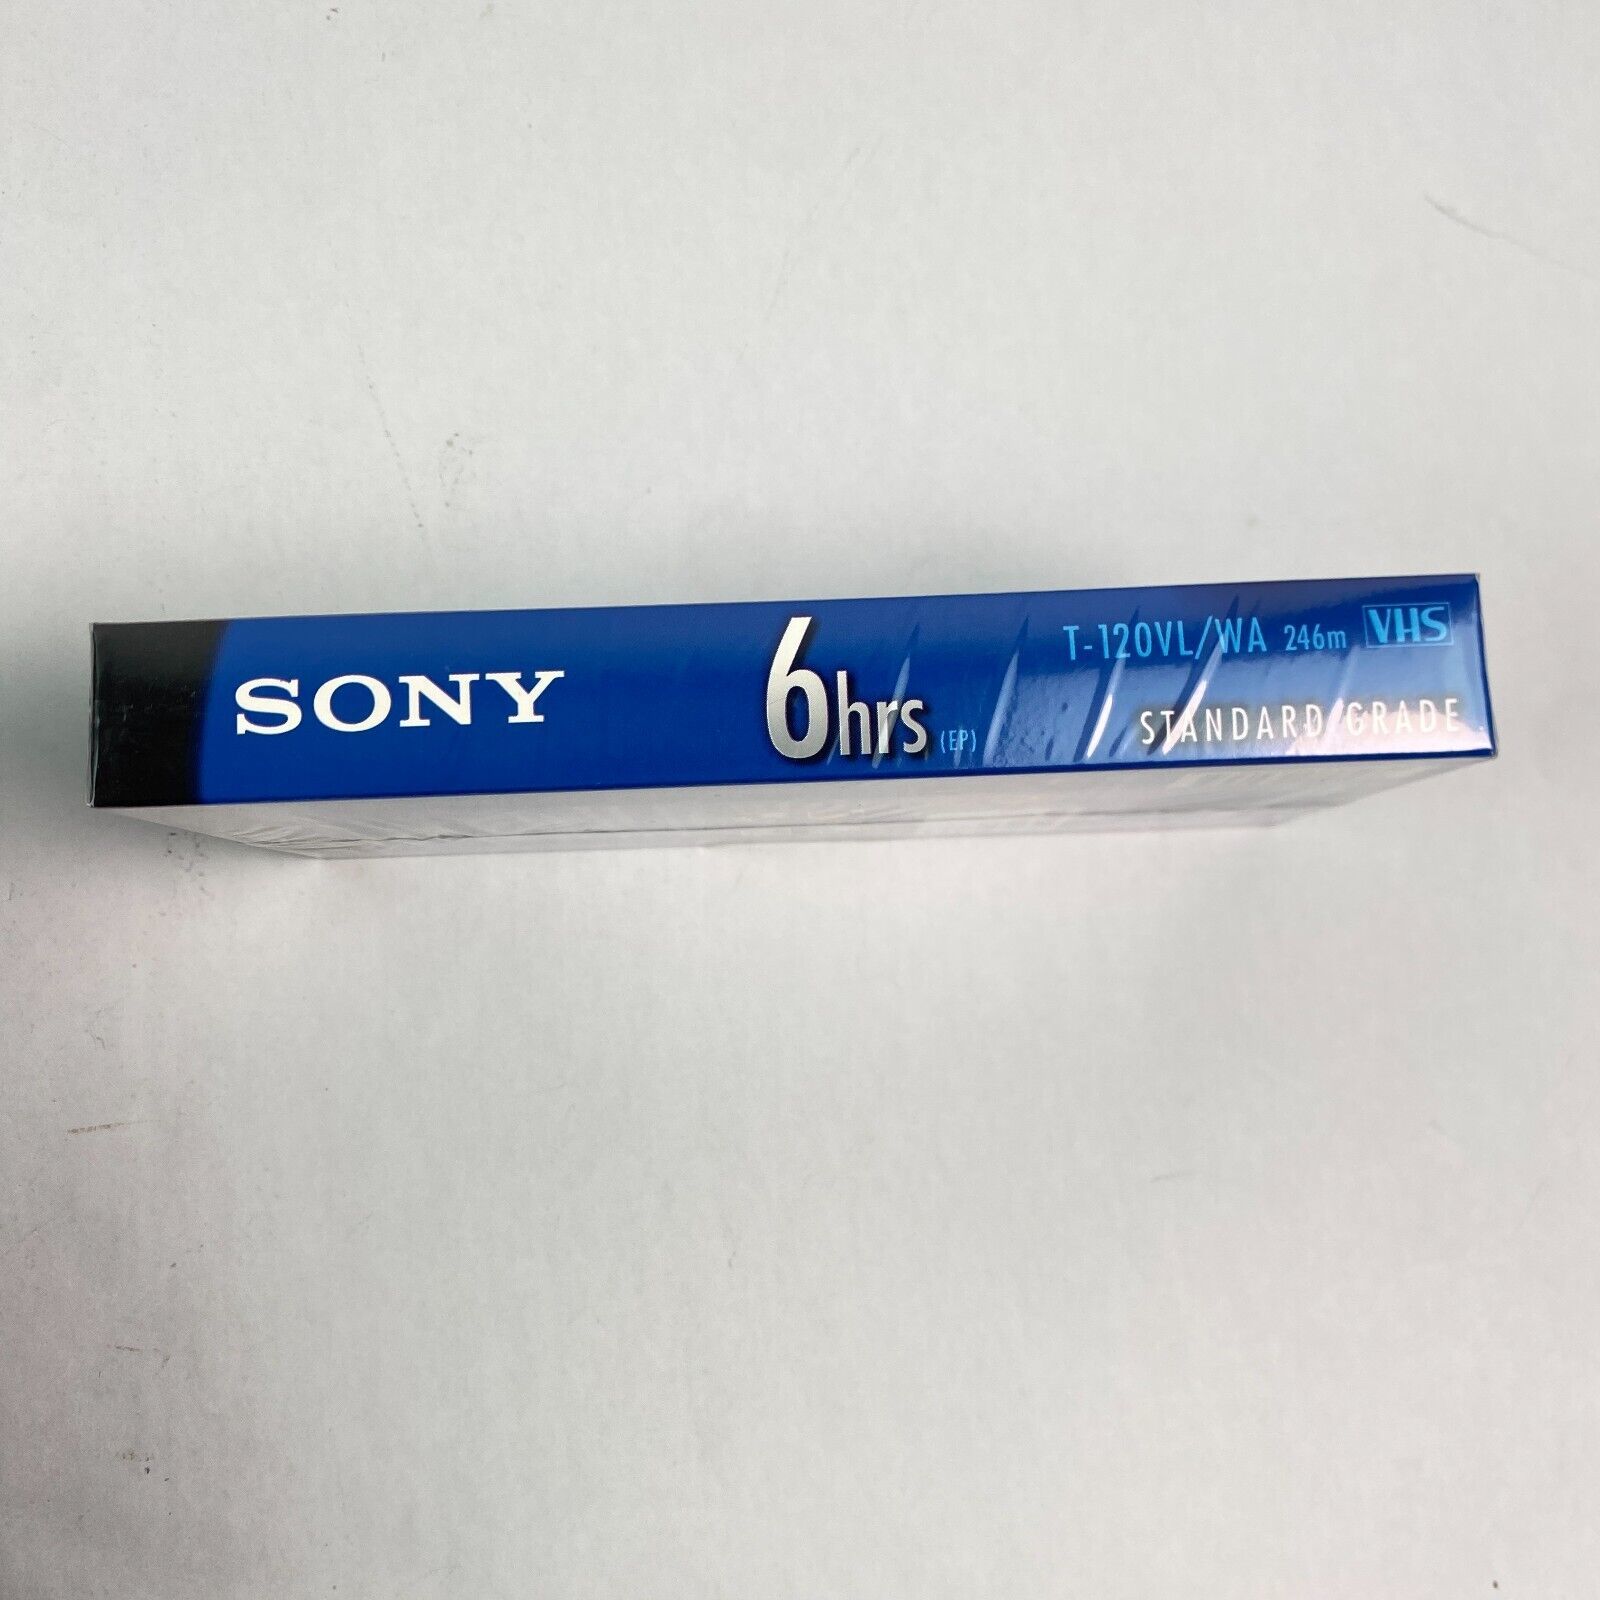 SONY
6hrs (EP)
T-120VL/WA 246m VHS
STANDARD GRADE